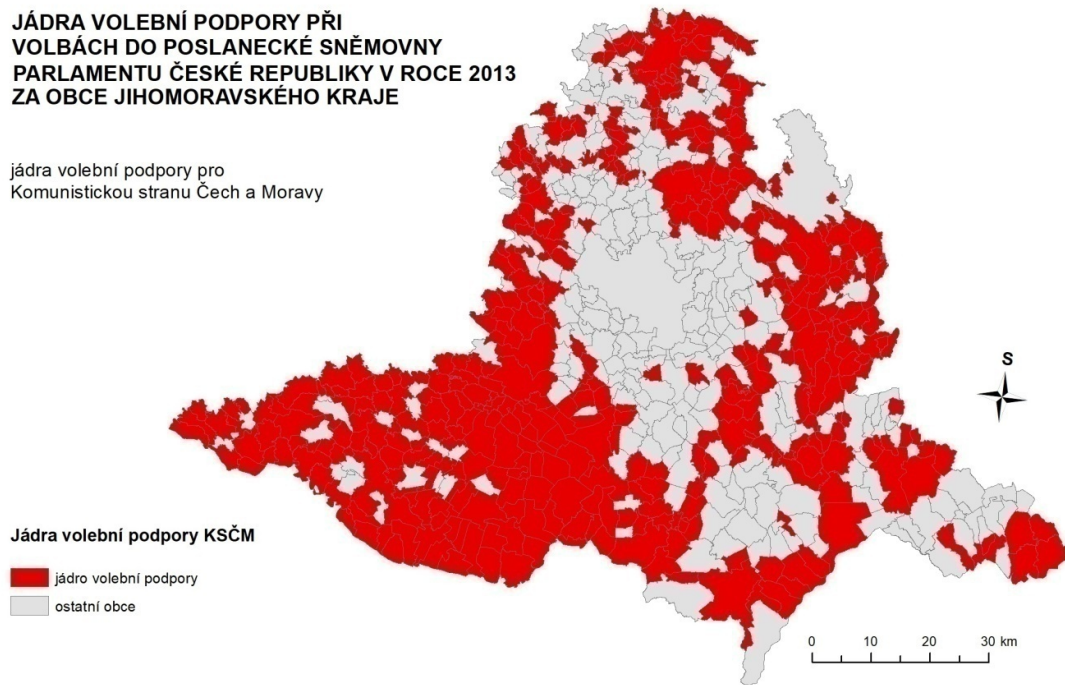 JÁDRA VOLEBNÍ PODPORY PŘI
VOLBÁCH DO POSLANECKÉ SNĚMOVNY
PARLAMENTU ČESKÉ REPUBLIKY V ROCE 2013
ZA OBCE JIHOMORAVSKÉHO KRAJE
jádra volební podpory pro
Komunistickou stranu Čech a Moravy
S
Jádra volební podpory KSČM
jádro volební podpory
ostatní obce
0 10 20 30 km